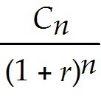 Cn
(1 + r)n